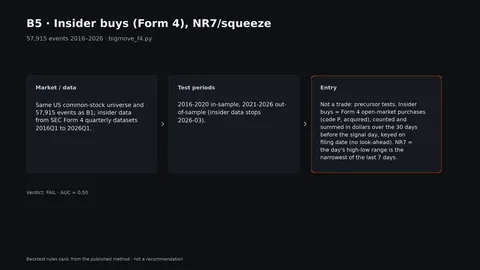 B5 · Insider buys (Form 4), NR7/squeeze
57,915 events 2016–2026 · bigmove_f4.py
Market / data
Same US common-stock universe and
57,915 events as B1; insider data
from SEC Form 4 quarterly datasets
2016Q1 to 2026Q1.
›
Test periods
2016-2020 in-sample, 2021-2026 out-
of-sample (insider data stops
2026-03).
›
Entry
Not a trade: precursor tests. Insider
buys = Form 4 open-market purchases
(code P, acquired), counted and
summed in dollars over the 30 days
before the signal day, keyed on
filing date (no look-ahead). NR7 =
the day's high-low range is the
narrowest of the last 7 days.
Verdict: FAIL · AUC = 0.50
Backtest rules card, from the published method · not a recommendation